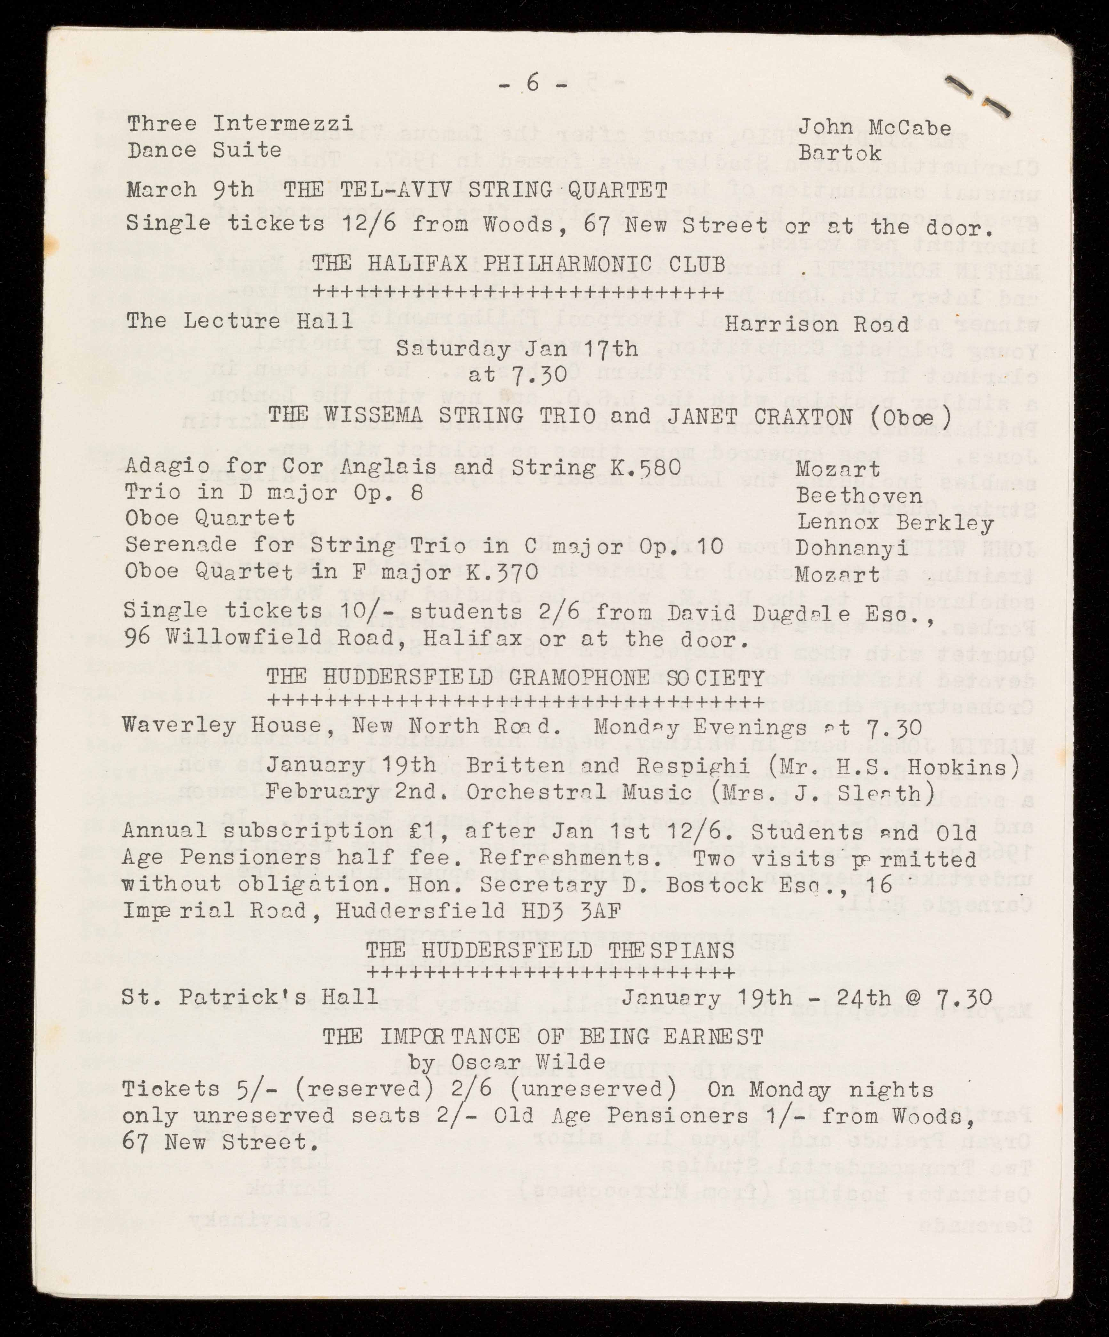 - 6 -
Three Intermezzi John McCabe
Dance Suite Bartok
March 9th THE TEL-AVIV STRING QUARTET
Single tickets 12/6 from Woods, 67 New Street or at the door.
THE HALIFAX PHILHARMONIC CLUB
+++++++++++++++++++++++++++++
The Lecture Hall Harrison Road
Saturday Jan 17th
at 7.30
THE WISSEMA STRING TRIO and JANET CRAXTON (Oboe)
Adagio for Cor Anglais and String K.580 Mozart
Trio in D major Op. 8 Beethoven
Oboe Quartet Lennox Berkley
Serenade for String Trio in C major Op. 10 Dohnanyi
Oboe Quartet in F major K.370 Mozart
Single tickets 10/- students 2/6 from David Dugdale Esq.,
96 Willowfield Road, Halifax or at the door.
THE HUDDERSFIELD GRAMOPHONE SOCIETY
+++++++++++++++++++++++++++++++++++
Waverley House, New North Road. Monday Evenings at 7.30
January 19th Britten and Respighi (Mr. H.S. Hopkins)
February 2nd. Orchestral Music (Mrs. J. Sleath)
Annual subscription £1, after Jan 1st 12/6. Students and Old
Age Pensioners half fee. Refreshments. Two visits permitted
without obligation. Hon. Secretary D. Bostock Esq., 16
Imperial Road, Huddersfield HD3 3AF
THE HUDDERSFIELD THESPIANS
++++++++++++++++++++++++++
St. Patrick's Hall January 19th - 24th @ 7.30
THE IMPORTANCE OF BEING EARNEST
by Oscar Wilde
Tickets 5/- (reserved) 2/6 (unreserved) On Monday nights
only unreserved seats 2/- Old Age Pensioners 1/- from Woods,
67 New Street.